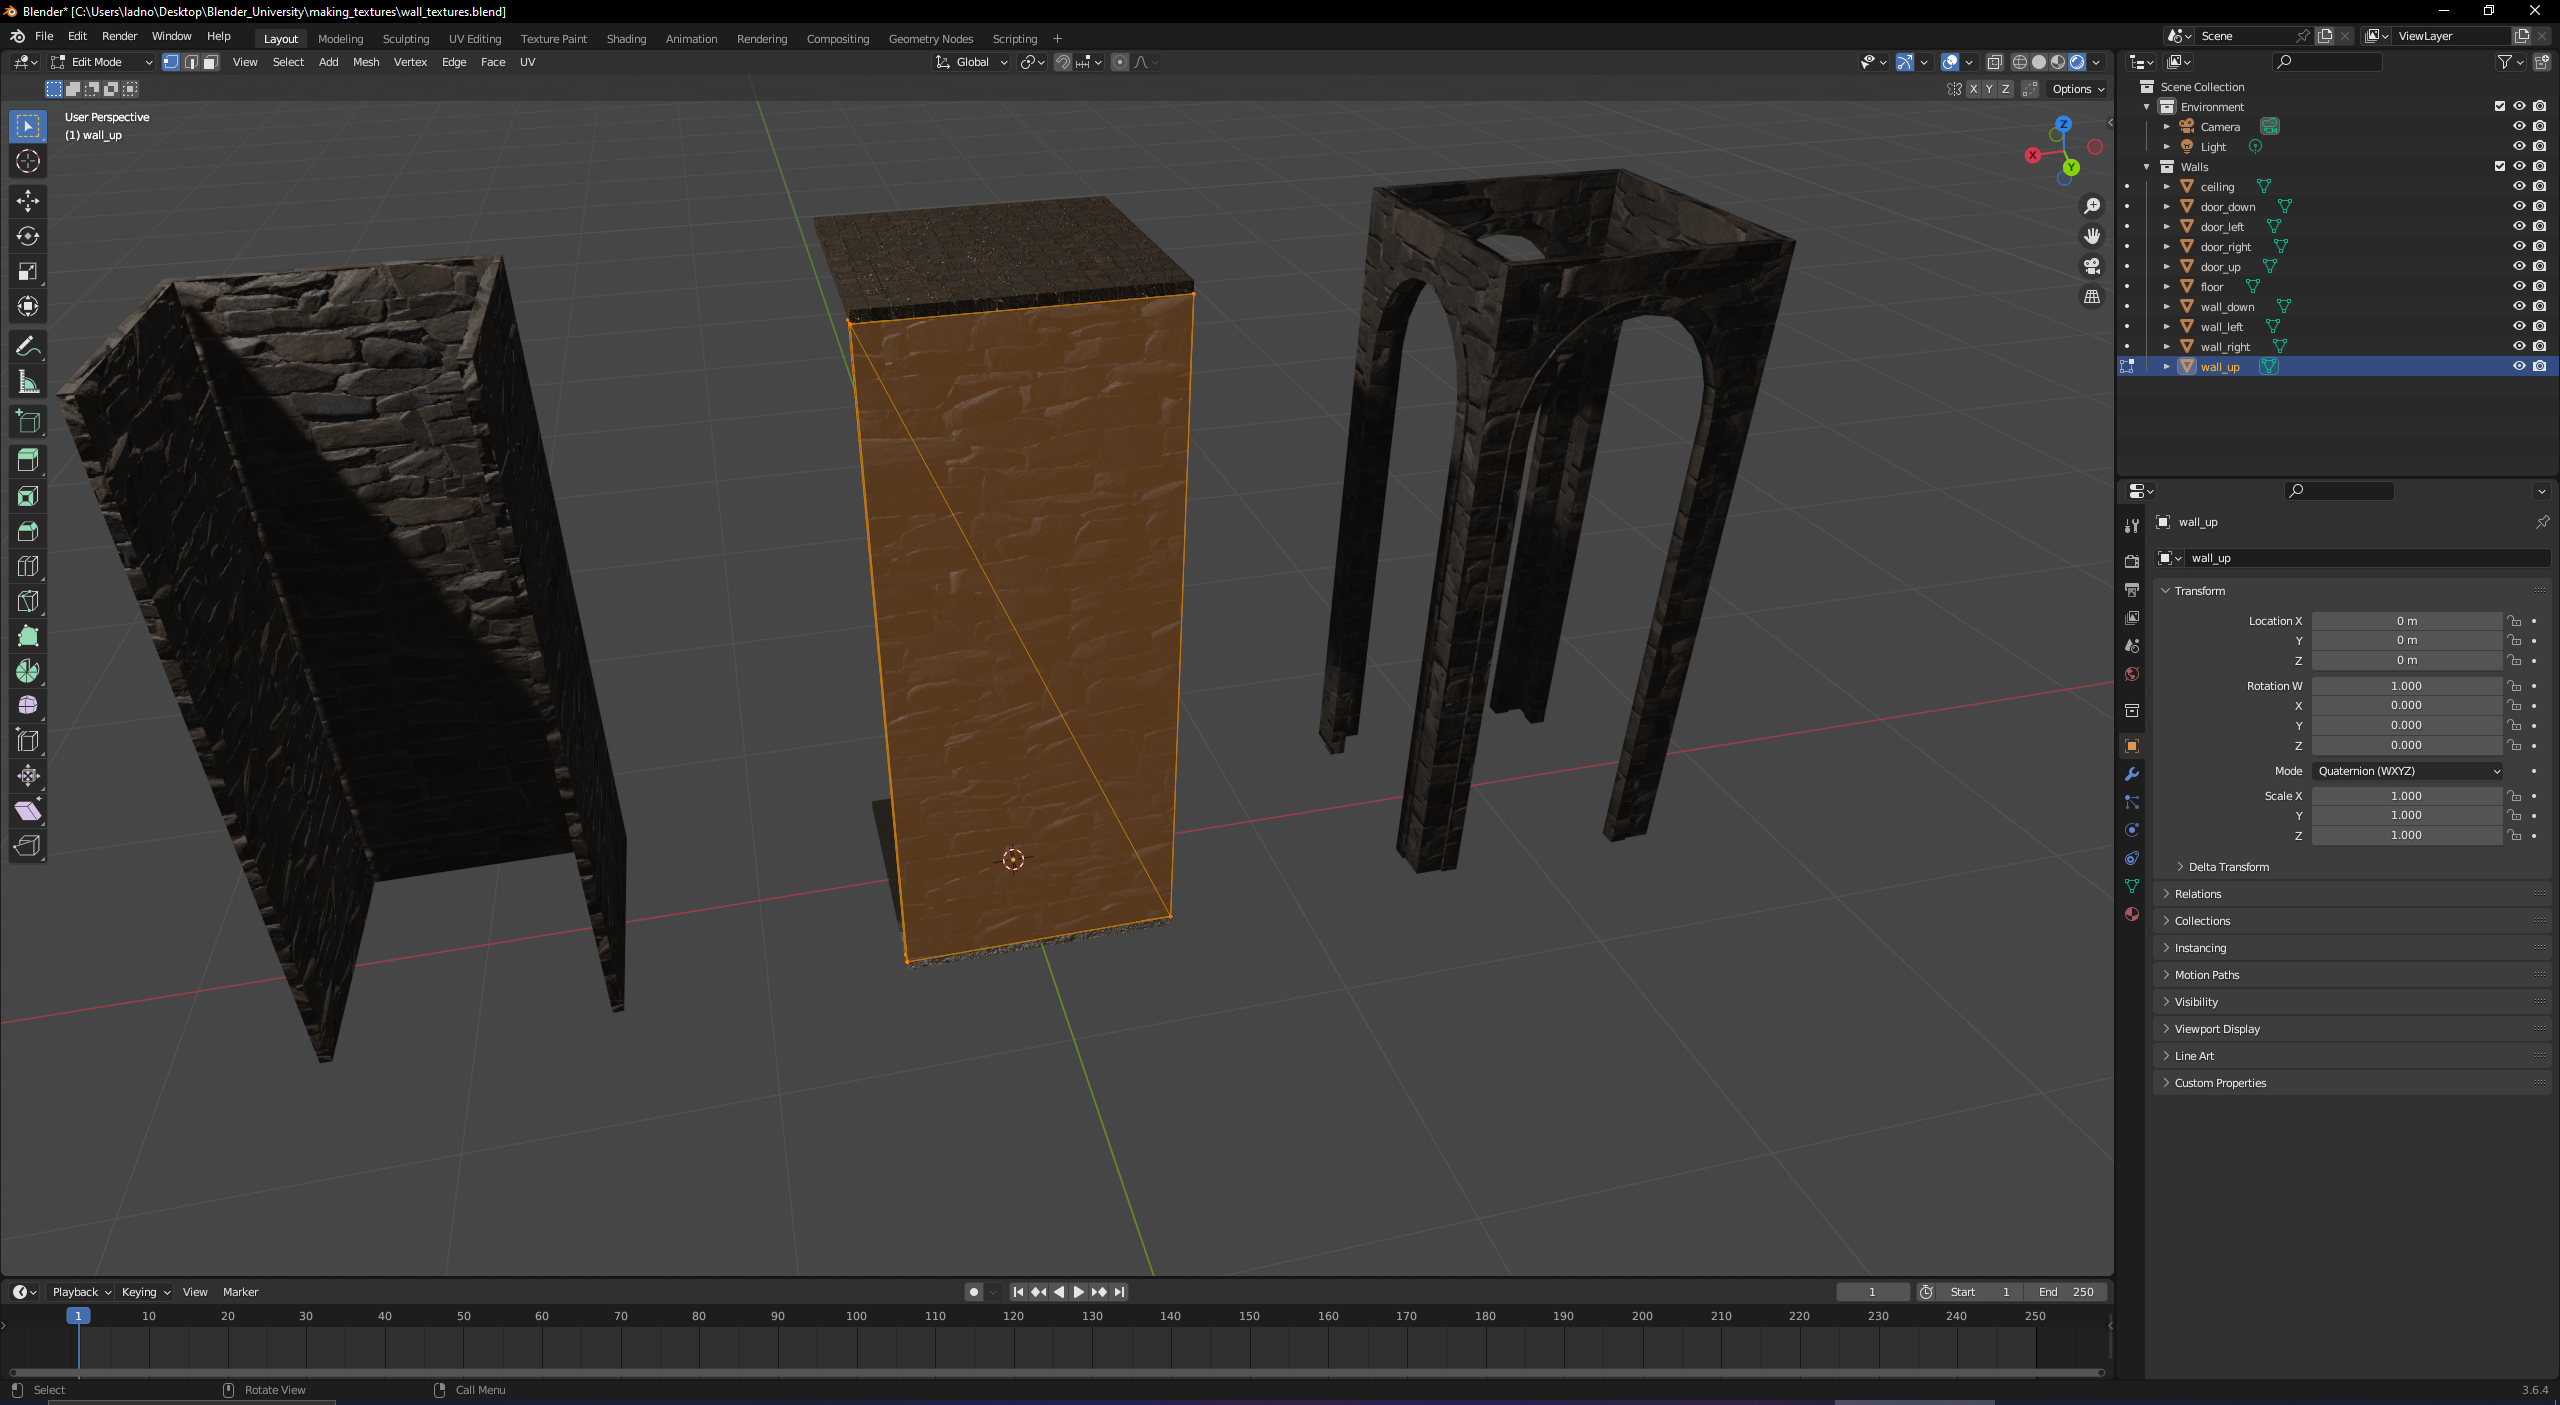 Blender* [C:\Users\ladno\Desktop\Blender_University\making_textures\wall_textures.blend]
File Edit Render Window Help Layout Modeling Sculpting UV Editing Texture Paint Shading Animation Rendering Compositing Geometry Nodes Scripting + Scene ViewLayer
Edit Mode View Select Add Mesh Vertex Edge Face UV Global
X Y Z Options
User Perspective
(1) wall_up
Z
X
Y
Scene Collection
Environment
Camera
Light
Walls
ceiling
door_down
door_left
door_right
door_up
floor
wall_down
wall_left
wall_right
wall_up
wall_up
wall_up
Transform
Location X 0 m
Y 0 m
Z 0 m
Rotation W 1.000
X 0.000
Y 0.000
Z 0.000
Mode Quaternion (WXYZ)
Scale X 1.000
Y 1.000
Z 1.000
Delta Transform
Relations
Collections
Instancing
Motion Paths
Visibility
Viewport Display
Line Art
Custom Properties
Playback Keying View Marker 1 Start 1 End 250
1 10 20 30 40 50 60 70 80 90 100 110 120 130 140 150 160 170 180 190 200 210 220 230 240 250
Select Rotate View Call Menu 3.6.4